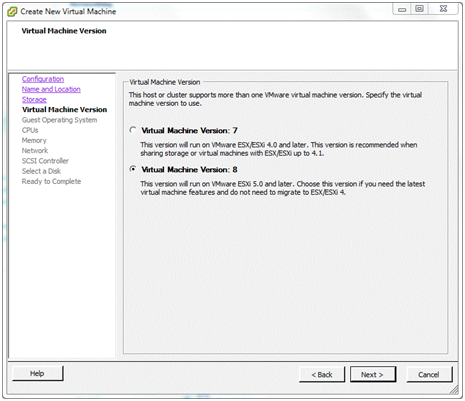 Create New Virtual Machine
Virtual Machine Version
Configuration
Name and Location
Storage
Virtual Machine Version
Guest Operating System
CPUs
Memory
Network
SCSI Controller
Select a Disk
Ready to Complete
Virtual Machine Version
This host or cluster supports more than one VMware virtual machine version. Specify the virtual
machine version to use.
Virtual Machine Version: 7
This version will run on VMware ESX/ESXi 4.0 and later. This version is recommended when
sharing storage or virtual machines with ESX/ESXi up to 4.1.
Virtual Machine Version: 8
This version will run on VMware ESXi 5.0 and later. Choose this version if you need the latest
virtual machine features and do not need to migrate to ESX/ESXi 4.
Help
< Back
Next >
Cancel